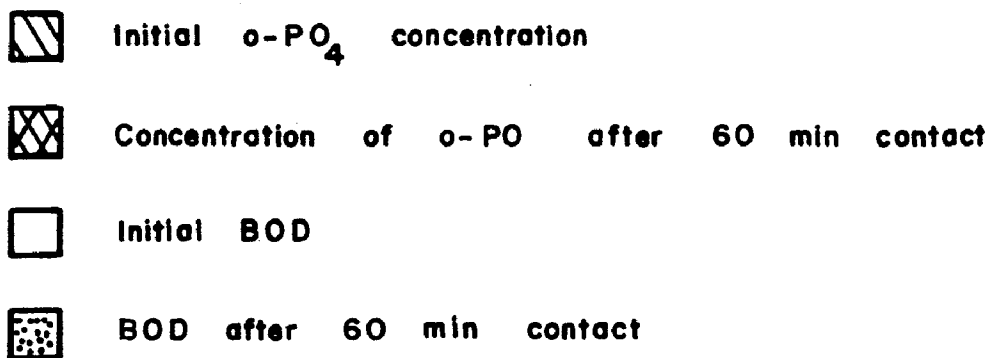 Initial o-PO4 concentration
Concentration of o-PO after 60 min contact
Initial BOD
BOD after 60 min contact